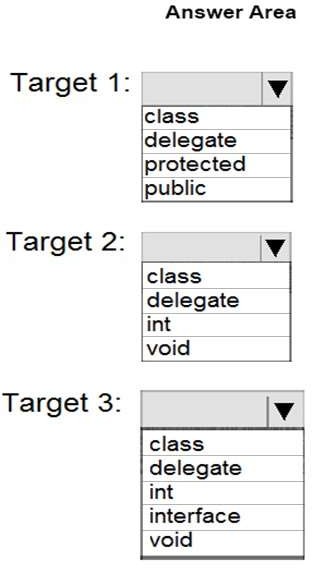 Answer Area
Target 1:
class
delegate
protected
public
Target 2:
class
delegate
int
void
Target 3:
class
delegate
int
interface
void